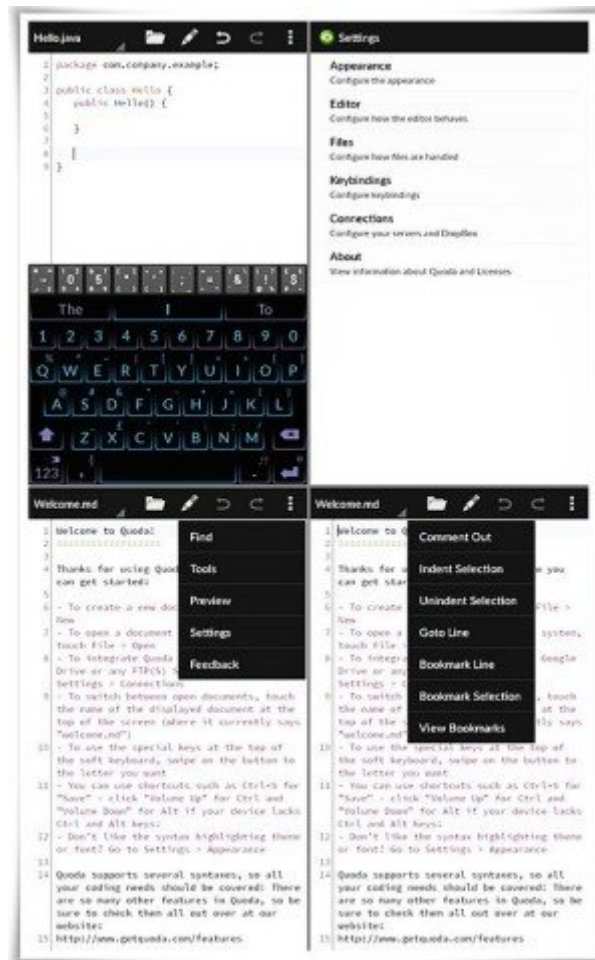 Hello.java
1 package com.company.example;
2
3 public class Hello {
4 public Hello() {
5
6 }
7
8
9 }
The I To
1 2 3 4 5 6 7 8 9 0
Q W E R T Y U I O P
A S D F G H J K L
Z X C V B N M
123 , .
Settings
Appearance
Configure the appearance
Editor
Configure how the editor behaves
Files
Configure how files are handled
Keybindings
Configure keybindings
Connections
Configure your servers and DropBox
About
View information about Quoda and Licenses
Welcome.md
1 Welcome to Quoda!
2
3
4 Thanks for using Quod
can get started:
5
6 - To create a new doc
New
7 - To open a document
touch File > Open
8 - To integrate Quoda
Drive or any FTP(S)
Settings > Connections
9 - To switch between open documents, touch
the name of the displayed document at the
top of the screen (where it currently says
"welcome.md")
10 - To use the special keys at the top of
the soft keyboard, swipe on the button to
the letter you want
11 - You can use shortcuts such as Ctrl+S for
"Save" - click "Volume Up" for Ctrl and
"Volume Down" for Alt if your device lacks
Ctrl and Alt keys!
12 - Don't like the syntax highlighting theme
or font? Go to Settings > Appearance
13
14 Quoda supports several syntaxes, so all
your coding needs should be covered! There
are so many other features in Quoda, so be
sure to check them all out over at our
website:
15 http://www.getquoda.com/features
Find
Tools
Preview
Settings
Feedback
Welcome.md
1 Welcome to Q
2
3
4 Thanks for u you
can get star
5
6 - To create File >
New
7 - To open a system,
touch File >
8 - To integr Google
Drive or any
Settings > C
9 - To switch , touch
the name of at the
top of the s ly says
"welcome.md")
10 - To use the special keys at the top of
the soft keyboard, swipe on the button to
the letter you want
11 - You can use shortcuts such as Ctrl+S for
"Save" - click "Volume Up" for Ctrl and
"Volume Down" for Alt if your device lacks
Ctrl and Alt keys!
12 - Don't like the syntax highlighting theme
or font? Go to Settings > Appearance
13
14 Quoda supports several syntaxes, so all
your coding needs should be covered! There
are so many other features in Quoda, so be
sure to check them all out over at our
website:
15 http://www.getquoda.com/features
Comment Out
Indent Selection
Unindent Selection
Goto Line
Bookmark Line
Bookmark Selection
View Bookmarks